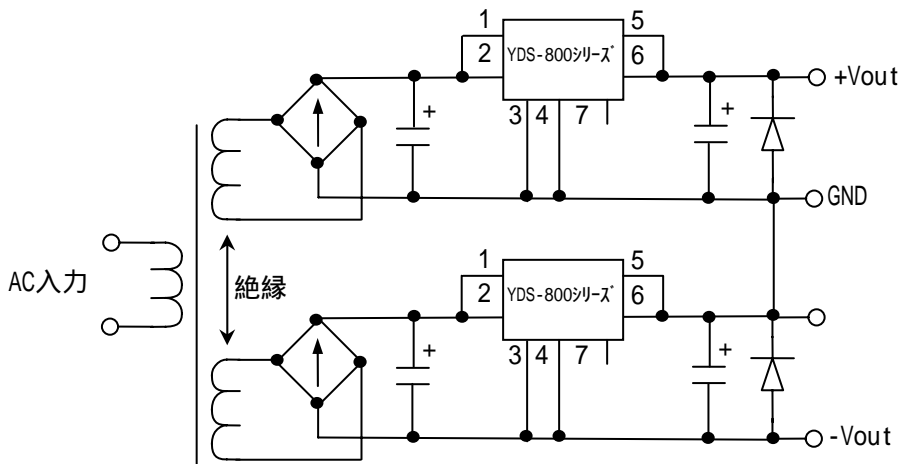 1
2
YDS-800ｼﾘｰｽﾞ
5
6
3 4 7
+
+
+Vout
GND
AC入力
絶縁
1
2
YDS-800ｼﾘｰｽﾞ
5
6
3 4 7
+
+
-Vout